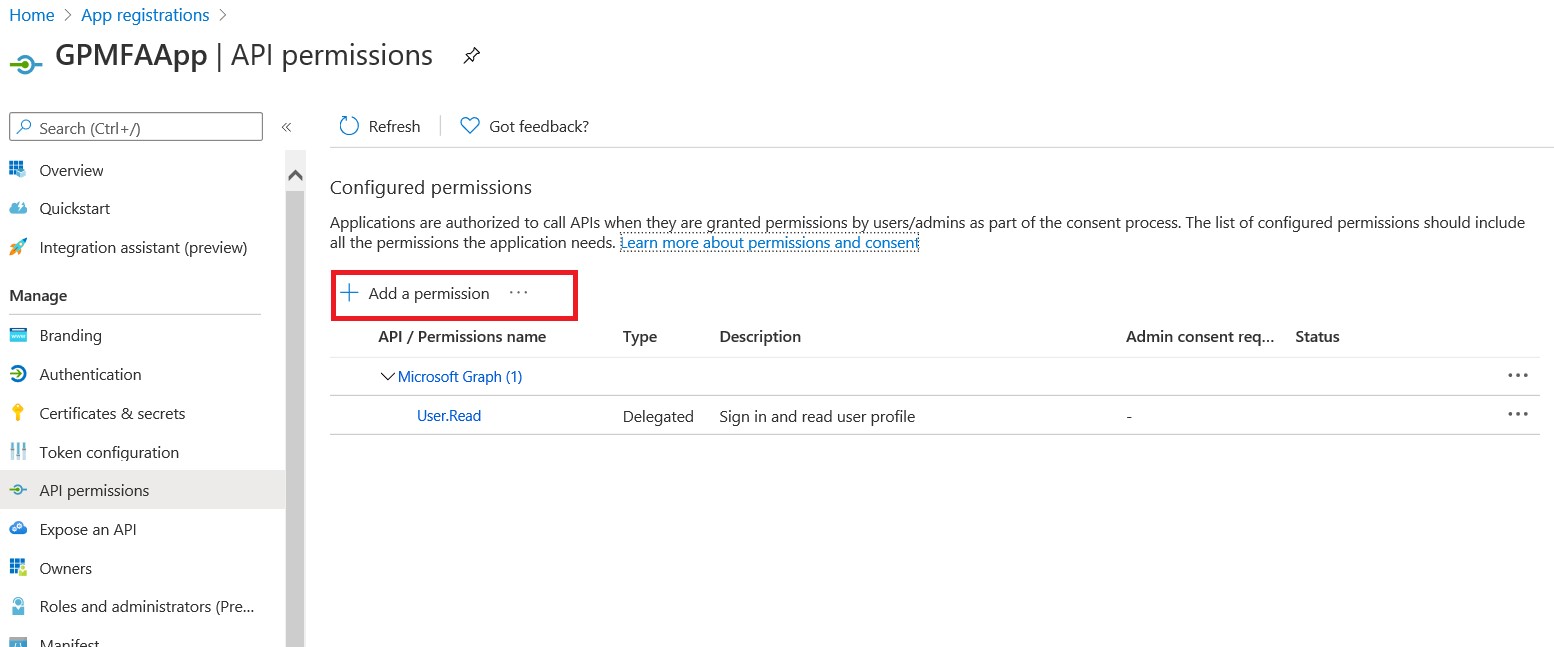 Home > App registrations >
GPMFAApp | API permissions
Search (Ctrl+/)
«
Refresh
Got feedback?
Overview
Quickstart
Integration assistant (preview)
Manage
Branding
Authentication
Certificates & secrets
Token configuration
API permissions
Expose an API
Owners
Roles and administrators (Pre...
Manifest
Configured permissions
Applications are authorized to call APIs when they are granted permissions by users/admins as part of the consent process. The list of configured permissions should include
all the permissions the application needs. Learn more about permissions and consent
Add a permission ...
API / Permissions name Type Description Admin consent req... Status
Microsoft Graph (1) ...
User.Read Delegated Sign in and read user profile - ...